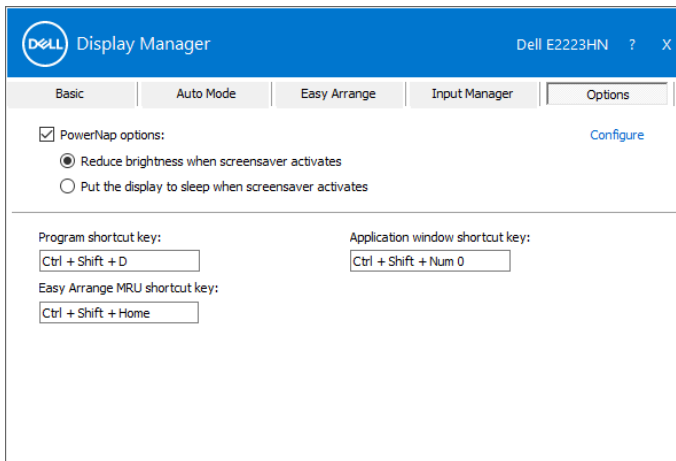 DELL Display Manager Dell E2223HN ? X
Basic Auto Mode Easy Arrange Input Manager Options
PowerNap options: Configure
Reduce brightness when screensaver activates
Put the display to sleep when screensaver activates
Program shortcut key: Application window shortcut key:
Ctrl + Shift + D Ctrl + Shift + Num 0
Easy Arrange MRU shortcut key:
Ctrl + Shift + Home